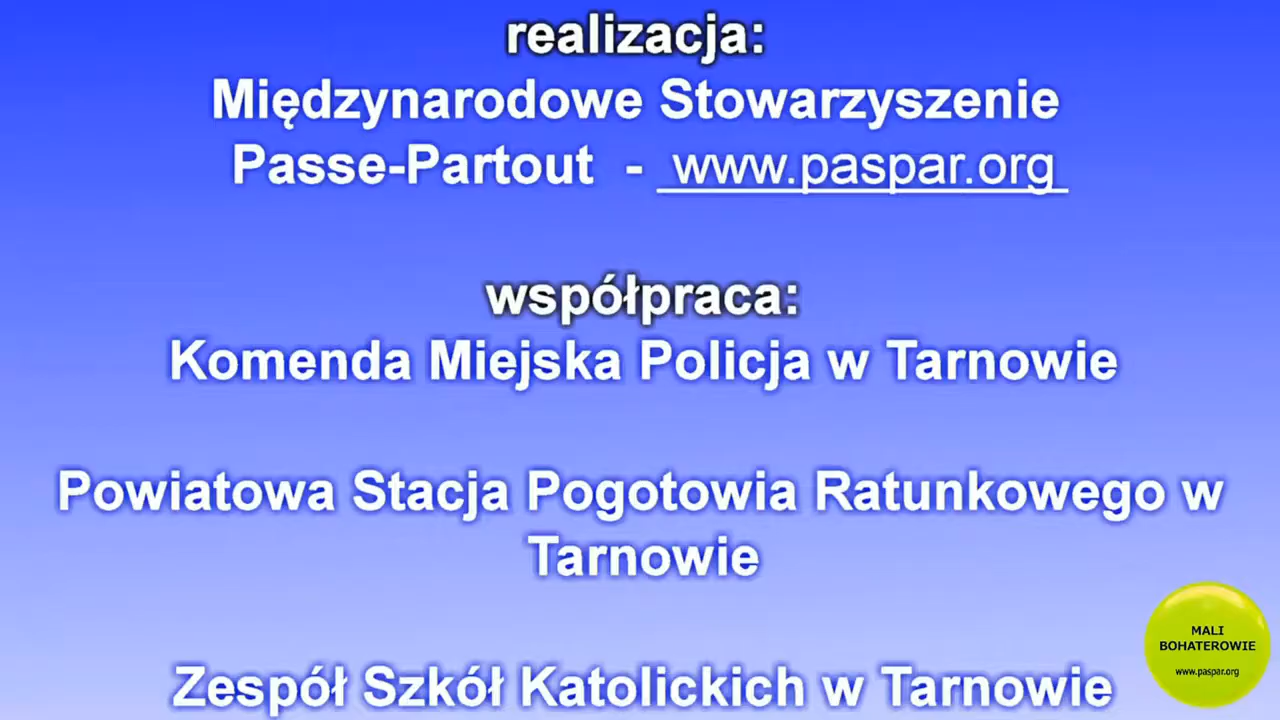 realizacja:
Międzynarodowe Stowarzyszenie
Passe-Partout - www.paspar.org
współpraca:
Komenda Miejska Policja w Tarnowie
Powiatowa Stacja Pogotowia Ratunkowego w
Tarnowie
Zespół Szkół Katolickich w Tarnowie
MALI
BOHATEROWIE
www.paspar.org